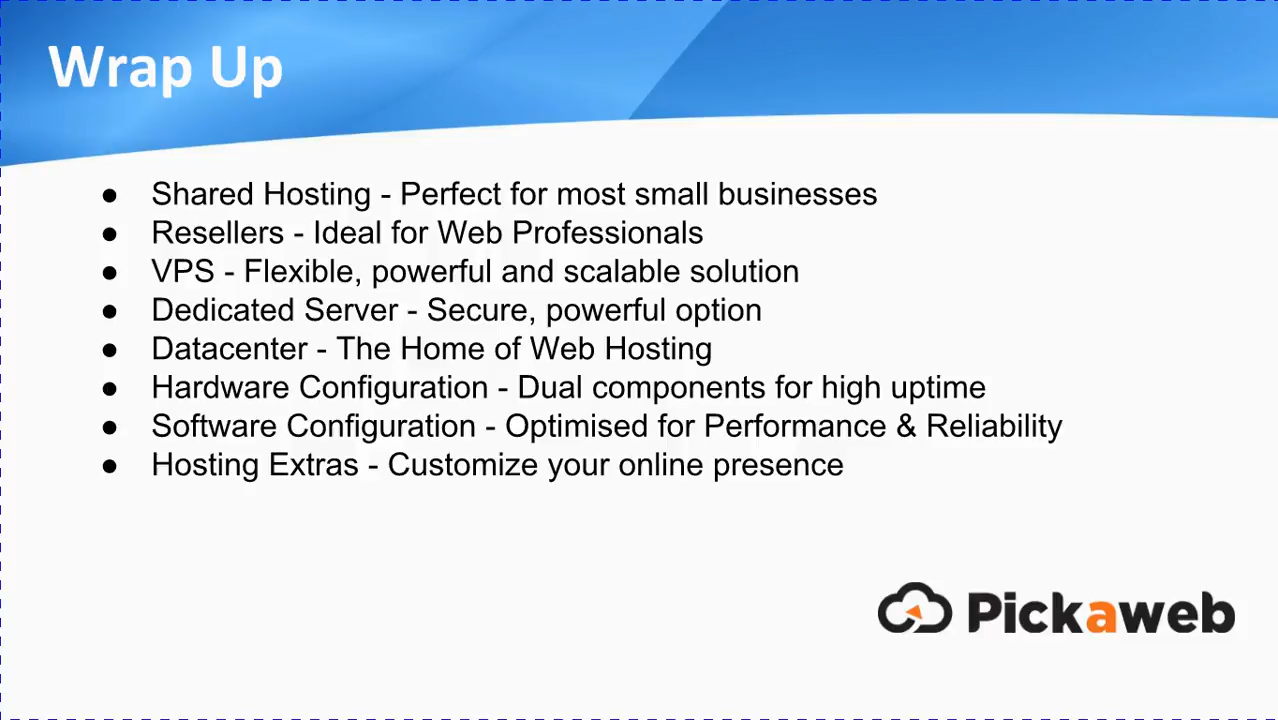 Wrap Up
● Shared Hosting - Perfect for most small businesses
● Resellers - Ideal for Web Professionals
● VPS - Flexible, powerful and scalable solution
● Dedicated Server - Secure, powerful option
● Datacenter - The Home of Web Hosting
● Hardware Configuration - Dual components for high uptime
● Software Configuration - Optimised for Performance & Reliability
● Hosting Extras - Customize your online presence
Pickaweb